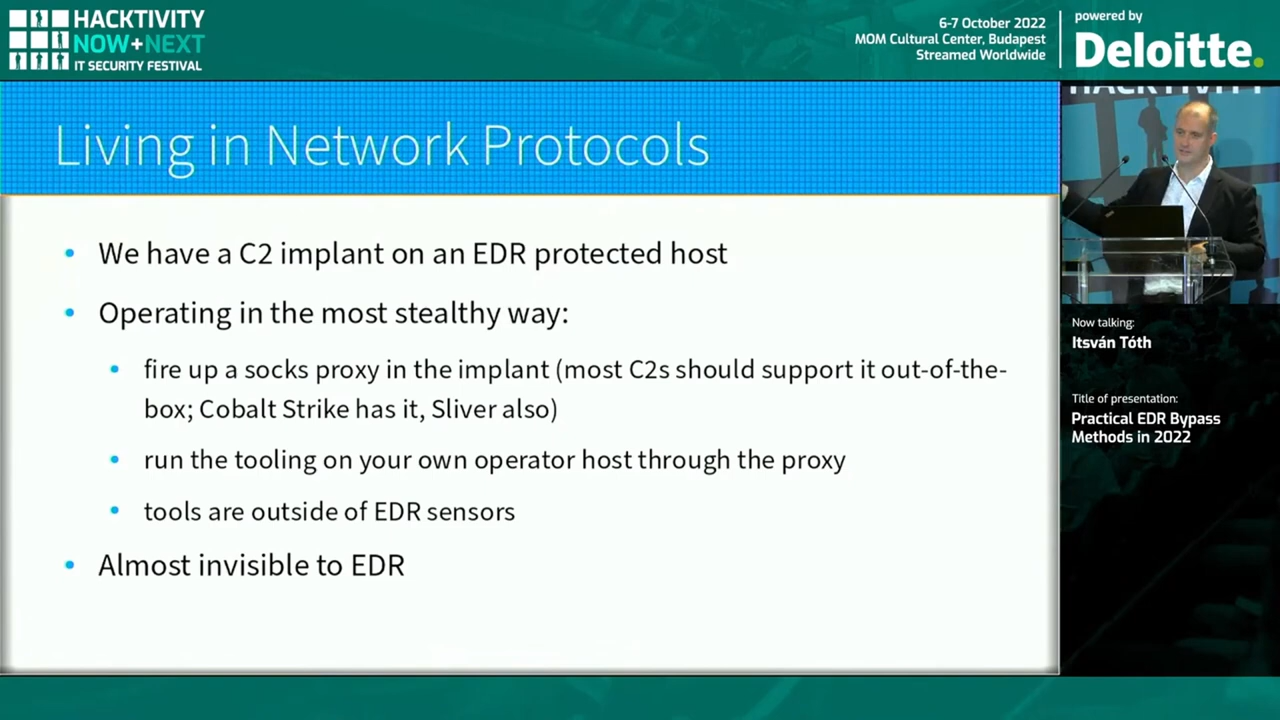 HACKTIVITY
NOW+NEXT
IT SECURITY FESTIVAL
6-7 October 2022
MOM Cultural Center, Budapest
Streamed Worldwide
powered by
Deloitte.
Living in Network Protocols
• We have a C2 implant on an EDR protected host
• Operating in the most stealthy way:
• fire up a socks proxy in the implant (most C2s should support it out-of-the-
box; Cobalt Strike has it, Sliver also)
• run the tooling on your own operator host through the proxy
• tools are outside of EDR sensors
• Almost invisible to EDR
HACKTIVITY
Now talking:
Itsván Tóth
Title of presentation:
Practical EDR Bypass
Methods in 2022